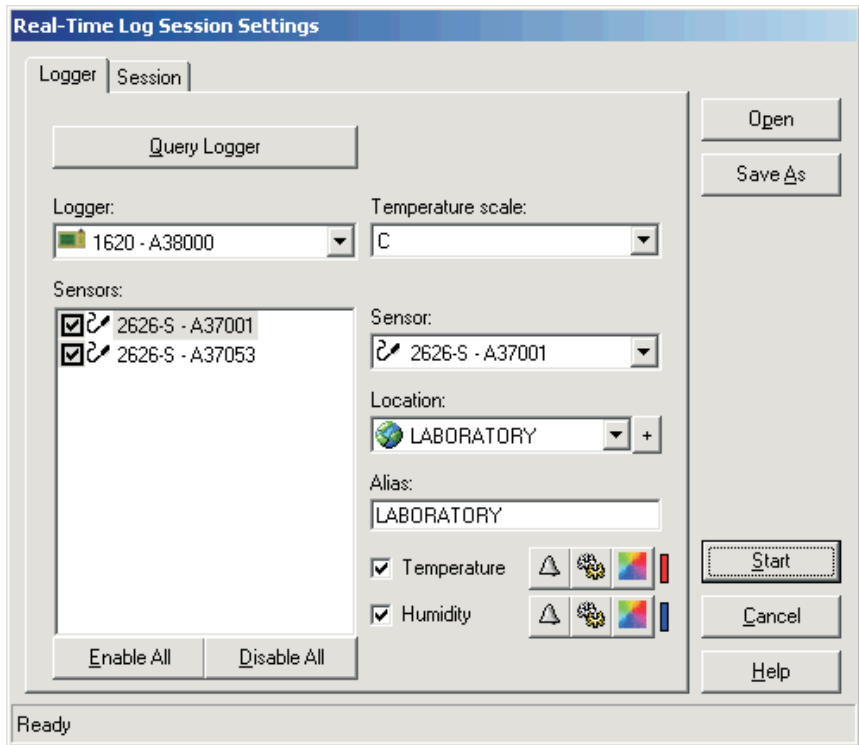 Real-Time Log Session Settings
Logger
Session
Query Logger
Logger:
1620 - A38000
Temperature scale:
C
Sensors:
2626-S - A37001
2626-S - A37053
Sensor:
2626-S - A37001
Location:
LABORATORY
+
Alias:
LABORATORY
Temperature
Humidity
Enable All
Disable All
Open
Save As
Start
Cancel
Help
Ready